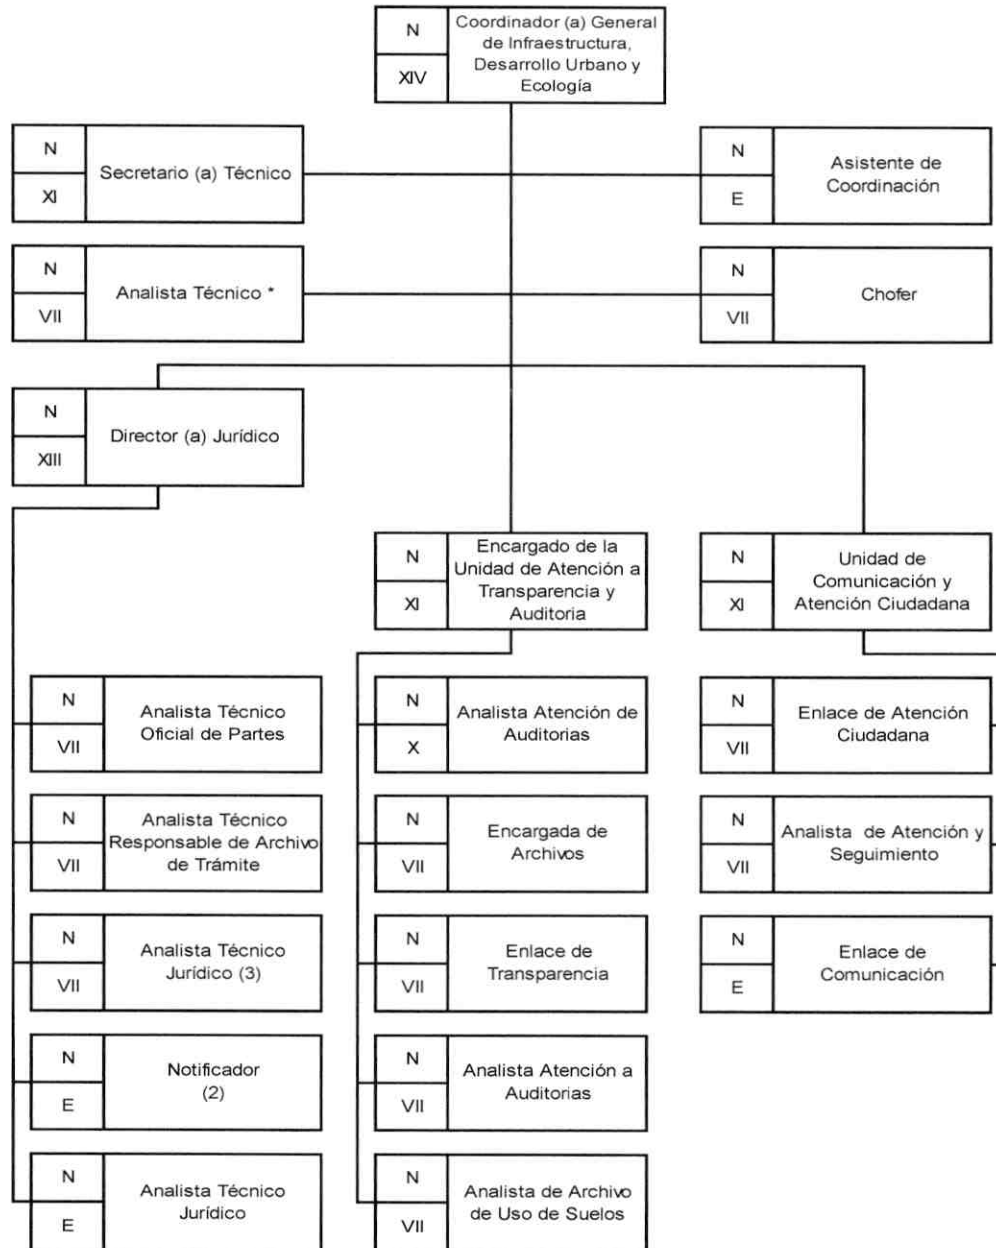 N
XIV
Coordinador (a) General
de Infraestructura,
Desarrollo Urbano y
Ecología
N
XI
Secretario (a) Técnico
N
E
Asistente de
Coordinación
N
VII
Analista Técnico *
N
VII
Chofer
N
XIII
Director (a) Jurídico
N
XI
Encargado de la
Unidad de Atención a
Transparencia y
Auditoria
N
XI
Unidad de
Comunicación y
Atención Ciudadana
N
VII
Analista Técnico
Oficial de Partes
N
X
Analista Atención de
Auditorias
N
VII
Enlace de Atención
Ciudadana
N
VII
Analista Técnico
Responsable de Archivo
de Trámite
N
VII
Encargada de
Archivos
N
VII
Analista de Atención y
Seguimiento
N
VII
Analista Técnico
Jurídico (3)
N
VII
Enlace de
Transparencia
N
E
Enlace de
Comunicación
N
E
Notificador
(2)
N
VII
Analista Atención a
Auditorias
N
E
Analista Técnico
Jurídico
N
VII
Analista de Archivo
de Uso de Suelos